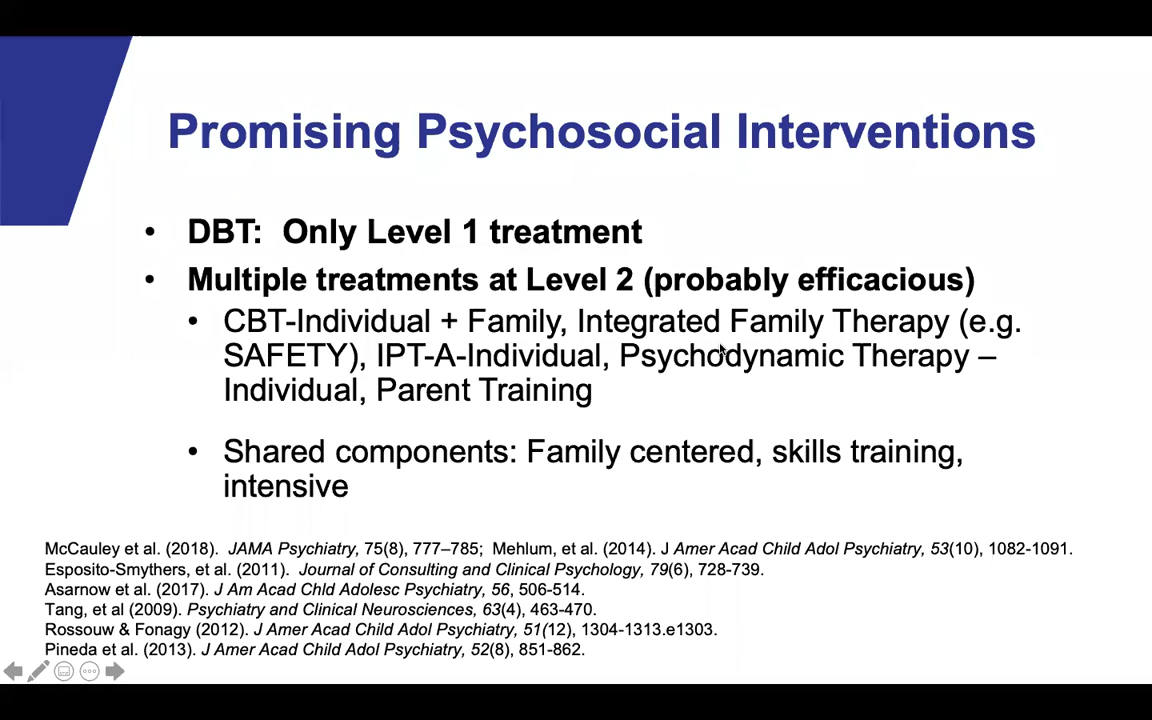 Promising Psychosocial Interventions
• DBT:  Only Level 1 treatment
• Multiple treatments at Level 2 (probably efficacious)
• CBT-Individual + Family, Integrated Family Therapy (e.g.
SAFETY), IPT-A-Individual, Psychodynamic Therapy –
Individual, Parent Training
• Shared components: Family centered, skills training,
intensive
McCauley et al. (2018).  JAMA Psychiatry, 75(8), 777–785;  Mehlum, et al. (2014). J Amer Acad Child Adol Psychiatry, 53(10), 1082-1091.
Esposito-Smythers, et al. (2011).  Journal of Consulting and Clinical Psychology, 79(6), 728-739.
Asarnow et al. (2017). J Am Acad Chld Adolesc Psychiatry, 56, 506-514.
Tang, et al (2009). Psychiatry and Clinical Neurosciences, 63(4), 463-470.
Rossouw & Fonagy (2012). J Amer Acad Child Adol Psychiatry, 51(12), 1304-1313.e1303.
Pineda et al. (2013). J Amer Acad Child Adol Psychiatry, 52(8), 851-862.